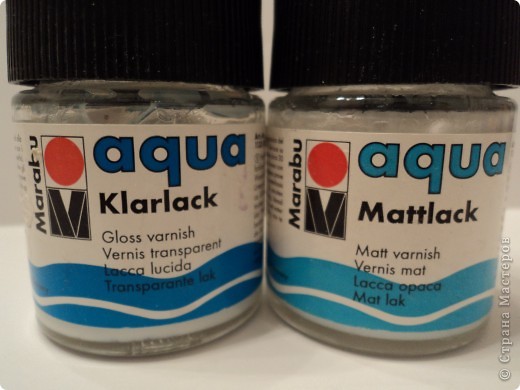 Marabu
aqua
Klarlack
Gloss varnish
Vernis transparent
Lacca lucida
Transparante lak
Marabu
aqua
Mattlack
Matt varnish
Vernis mat
Lacca opaca
Mat lak
© Страна Мастеров